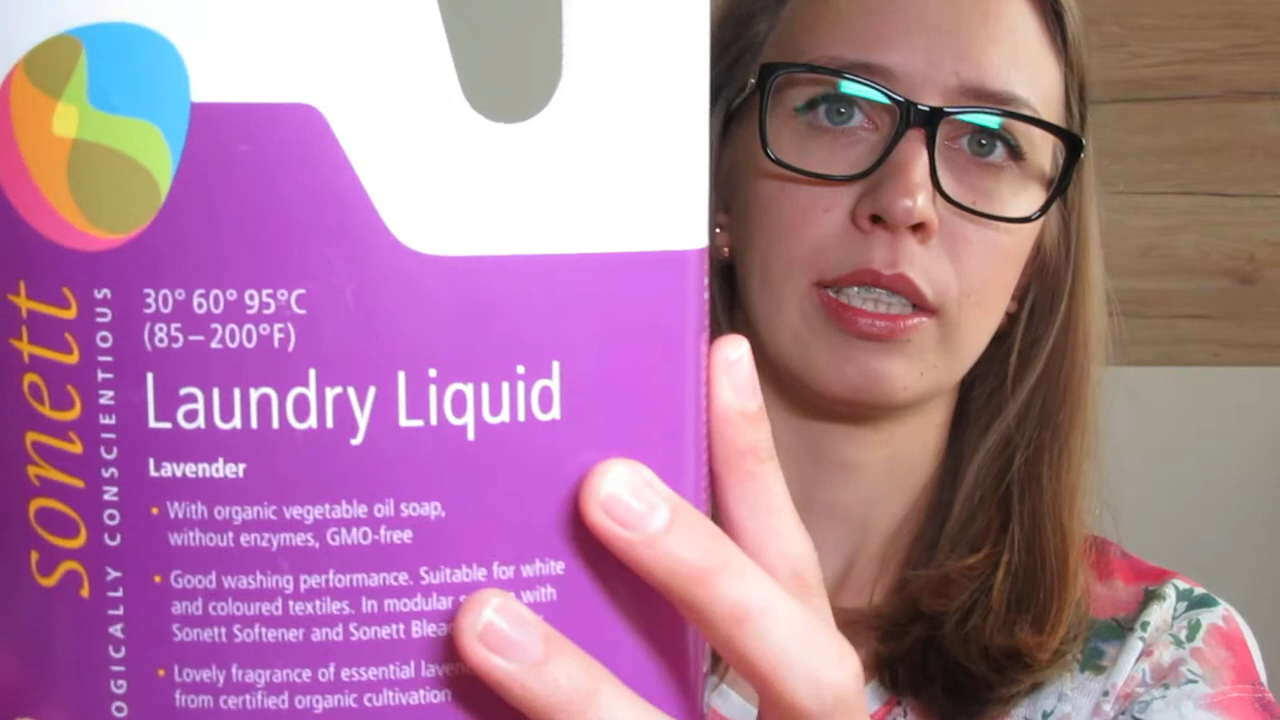 sonett
OGICALLY CONSCIENTIOUS
30° 60° 95°C
(85–200°F)
Laundry Liquid
Lavender
• With organic vegetable oil soap,
without enzymes, GMO-free
• Good washing performance. Suitable for white
and coloured textiles. In modular with
Sonett Softener and Sonett
• Lovely fragrance of essential
from certified organic cultivation